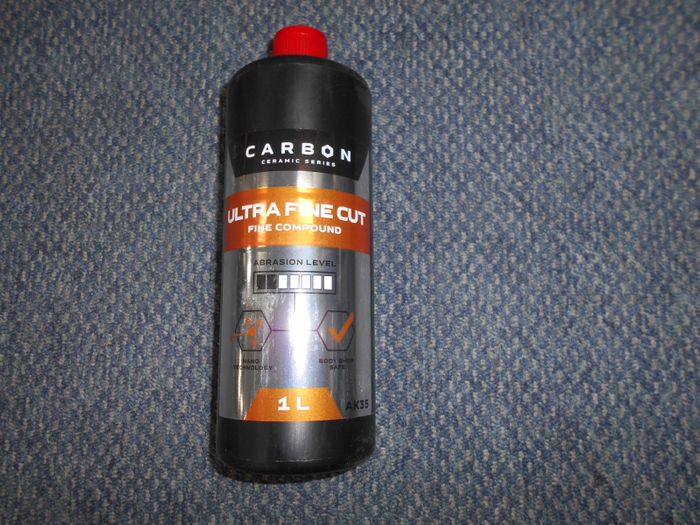 CARBON
CERAMIC SERIES
ULTRA FINE CUT
FINE COMPOUND
ABRASION LEVEL
NANO TECHNOLOGY
BODY SHOP SAFE
1 L
AK35